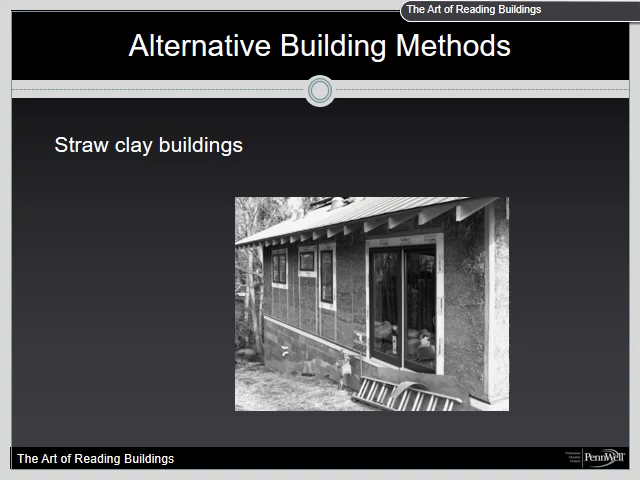 The Art of Reading Buildings
Alternative Building Methods
Straw clay buildings
The Art of Reading Buildings
PennWell